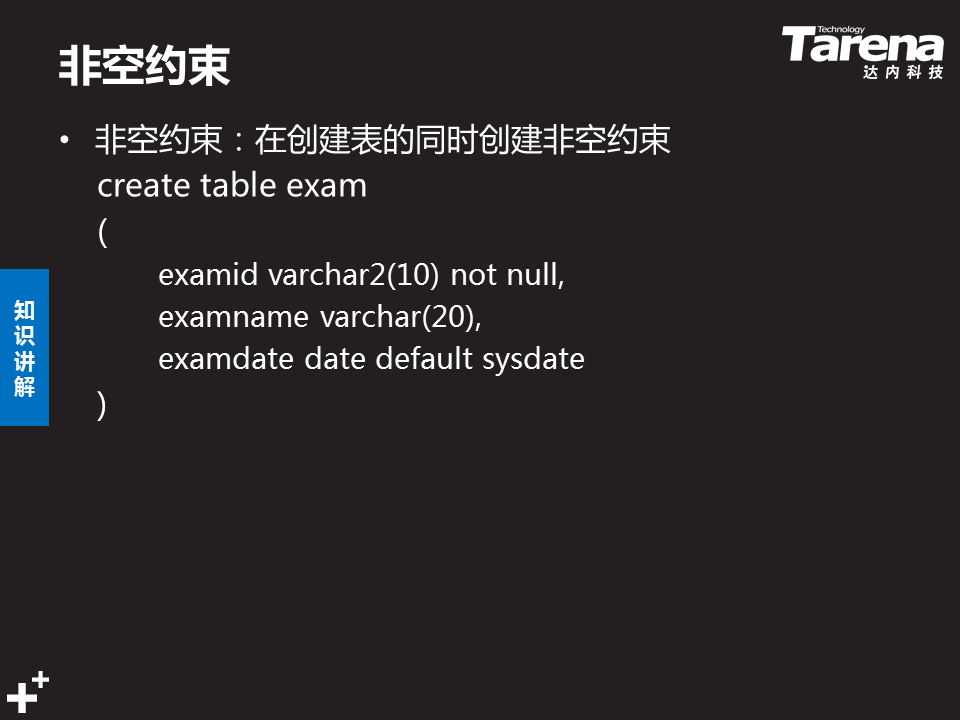 非空约束
Technology
Tarena
达内科技
• 非空约束：在创建表的同时创建非空约束
create table exam
(
examid varchar2(10) not null,
examname varchar(20),
examdate date default sysdate
)
知识讲解